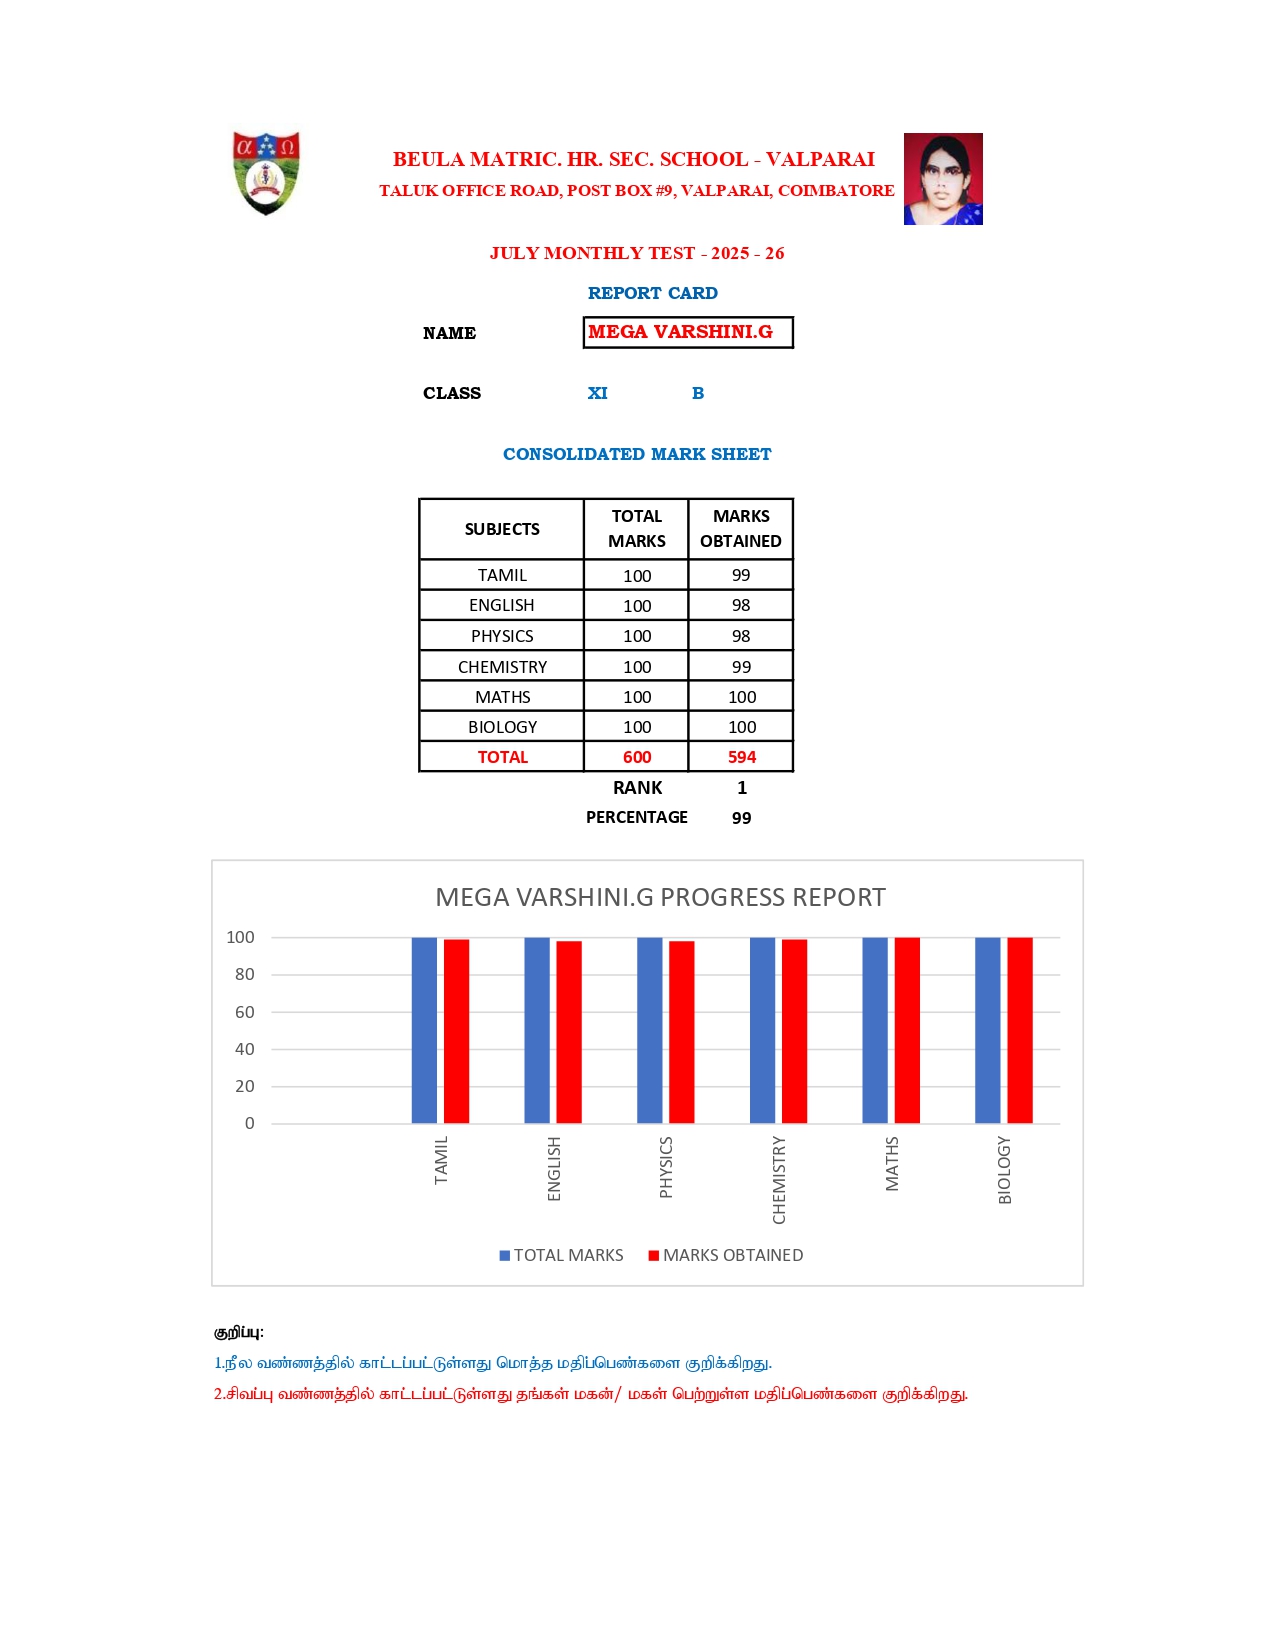 α Ω
BEULA MATRIC. HR. SEC. SCHOOL - VALPARAI
TALUK OFFICE ROAD, POST BOX #9, VALPARAI, COIMBATORE
JULY MONTHLY TEST - 2025 - 26
REPORT CARD
NAME MEGA VARSHINI.G
CLASS XI B
CONSOLIDATED MARK SHEET
SUBJECTS TOTAL MARKS MARKS OBTAINED
TAMIL 100 99
ENGLISH 100 98
PHYSICS 100 98
CHEMISTRY 100 99
MATHS 100 100
BIOLOGY 100 100
TOTAL 600 594
RANK 1
PERCENTAGE 99
MEGA VARSHINI.G PROGRESS REPORT
100
80
60
40
20
0
TAMIL ENGLISH PHYSICS CHEMISTRY MATHS BIOLOGY
TOTAL MARKS MARKS OBTAINED
குறிப்பு:
1.நீல வண்ணத்தில் காட்டப்பட்டுள்ளது மொத்த மதிப்பெண்களை குறிக்கிறது.
2.சிவப்பு வண்ணத்தில் காட்டப்பட்டுள்ளது தங்கள் மகன்/ மகள் பெற்றுள்ள மதிப்பெண்களை குறிக்கிறது.